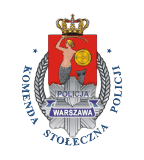 POLICJA
WARSZAWA
KOMENDA STOŁECZNA POLICJI